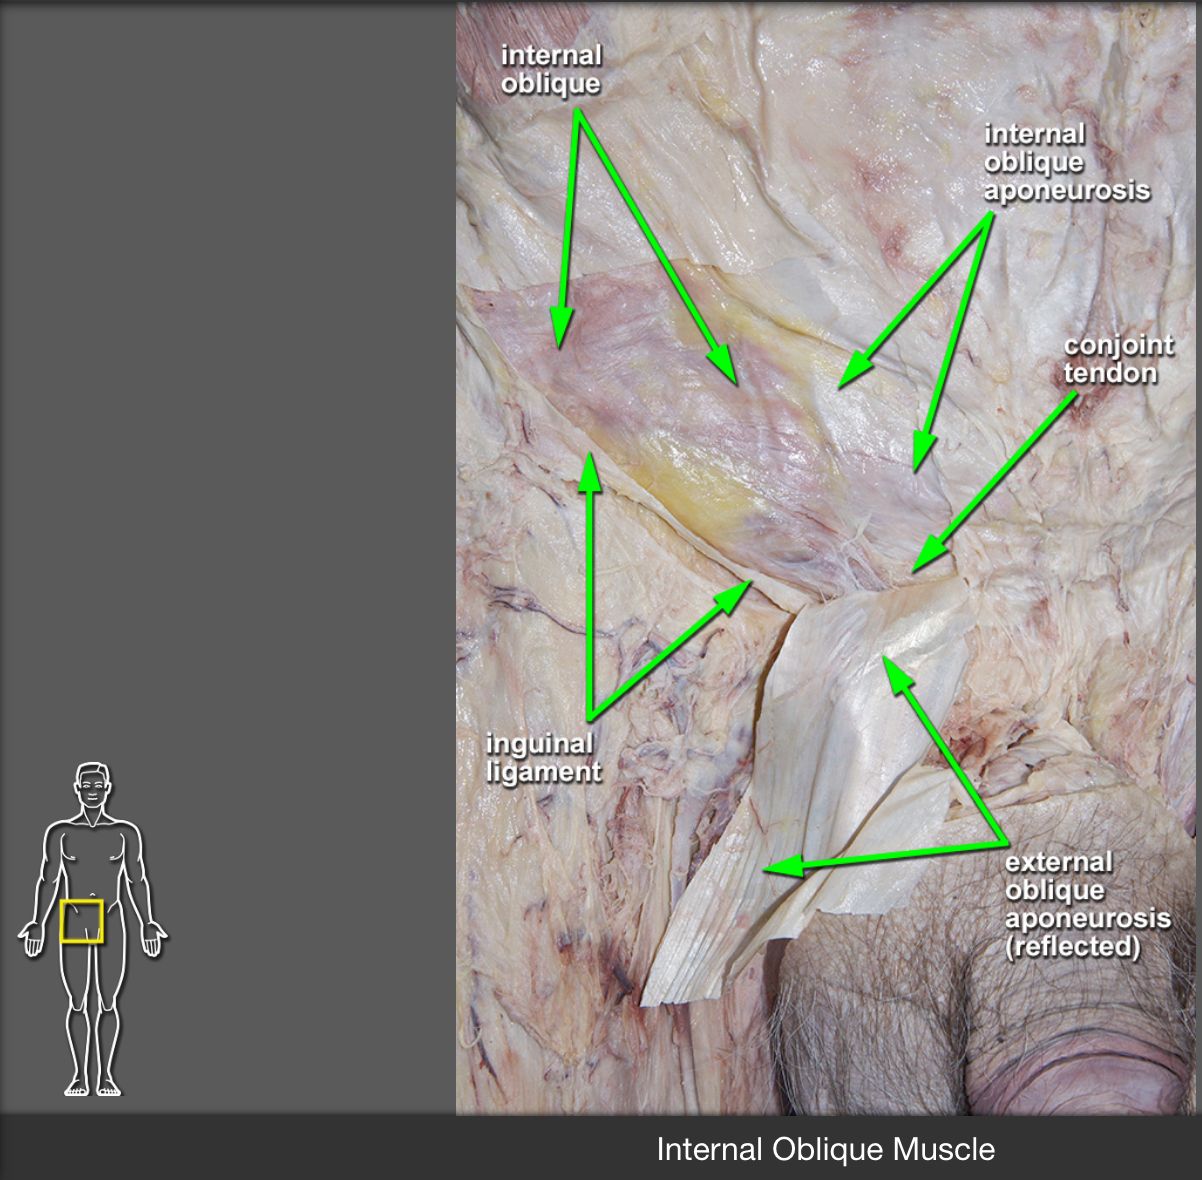 internal
oblique
internal
oblique
aponeurosis
conjoint
tendon
inguinal
ligament
external
oblique
aponeurosis
(reflected)
Internal Oblique Muscle